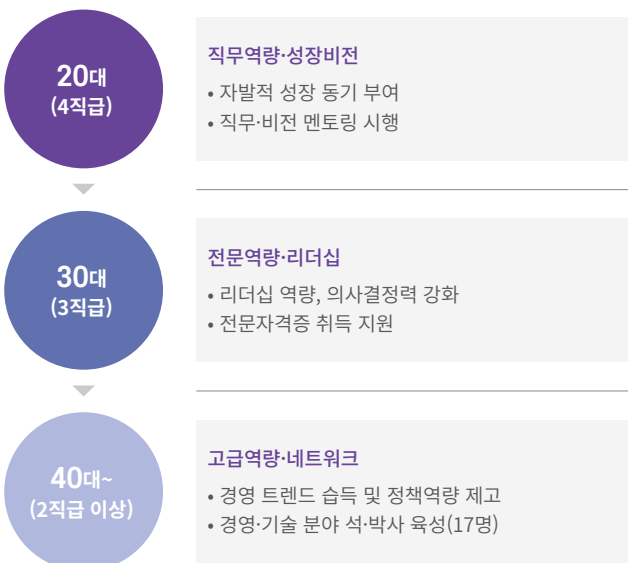 20대
(4직급)
직무역량·성장비전
• 자발적 성장 동기 부여
• 직무·비전 멘토링 시행
30대
(3직급)
전문역량·리더십
• 리더십 역량, 의사결정력 강화
• 전문자격증 취득 지원
40대~
(2직급 이상)
고급역량·네트워크
• 경영 트렌드 습득 및 정책역량 제고
• 경영·기술 분야 석·박사 육성(17명)